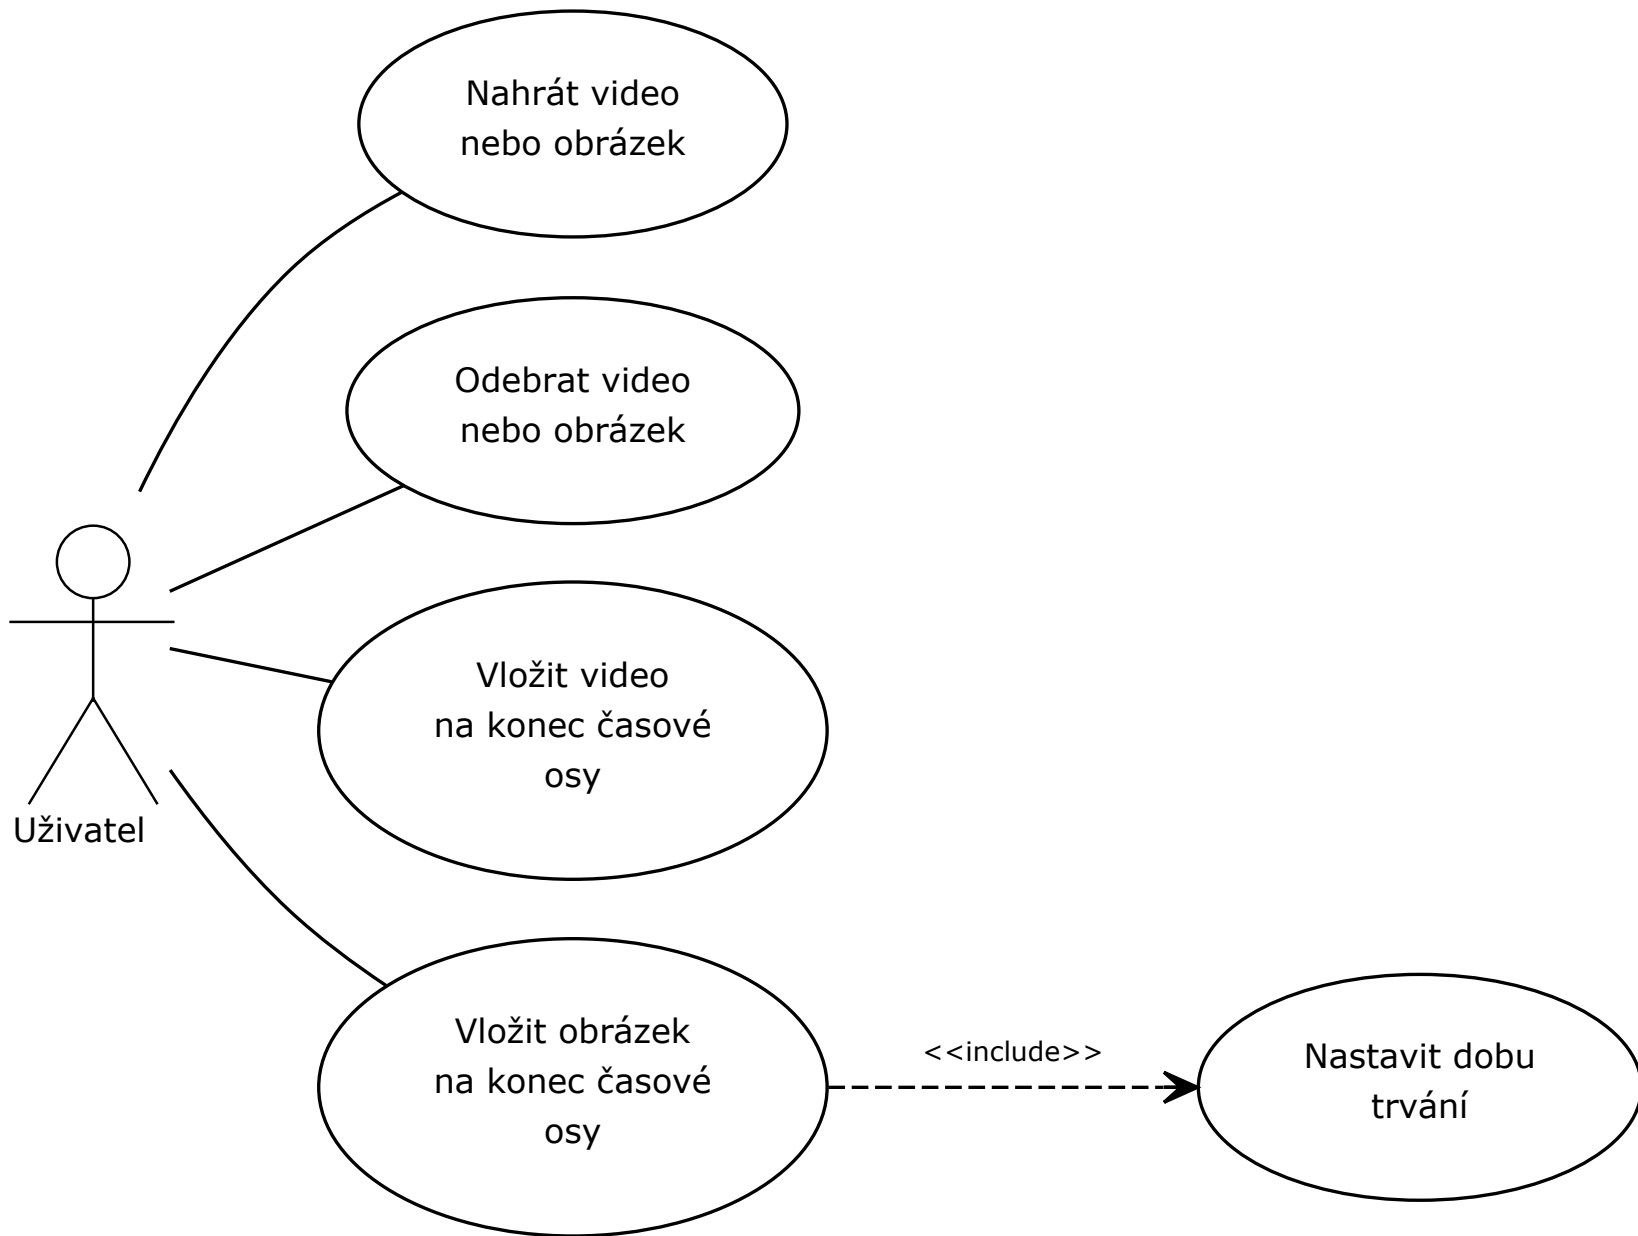 Nahrát video
nebo obrázek
Odebrat video
nebo obrázek
Vložit video
na konec časové
osy
Uživatel
Vložit obrázek
na konec časové
osy
<<include>>
Nastavit dobu
trvání